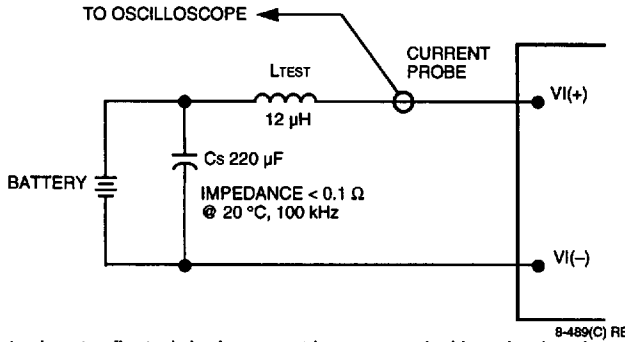 TO OSCILLOSCOPE
CURRENT
PROBE
LTEST
12 µH
VI(+)
Cs 220 µF
BATTERY
IMPEDANCE < 0.1 Ω
@ 20 °C, 100 kHz
VI(–)
8-489(C)